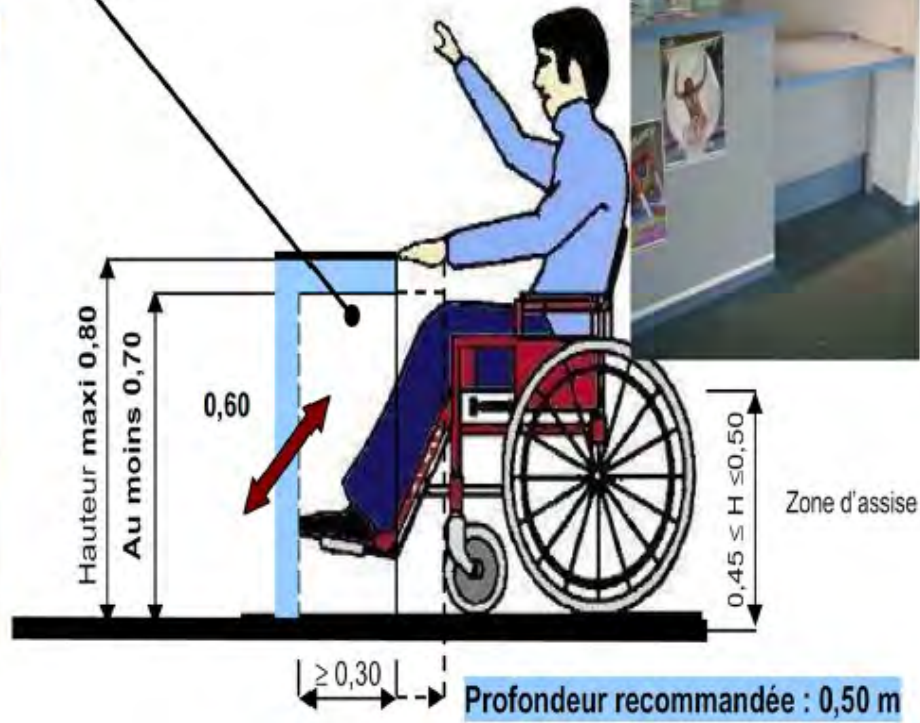 Hauteur maxi 0,80
Au moins 0,70
0,60
0,45 ≤ H ≤0,50
Zone d'assise
≥ 0,30
Profondeur recommandée : 0,50 m